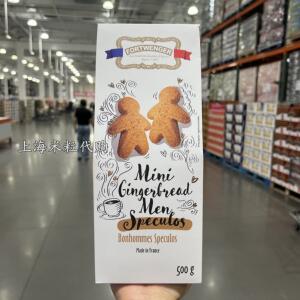 FORTWENGER
上海米粒代购
Mini
Gingerbread
Men
Speculos
Bonhommes Speculos
Made in France
500 g